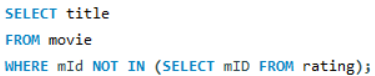 SELECT title
FROM movie
WHERE mId NOT IN (SELECT mID FROM rating);